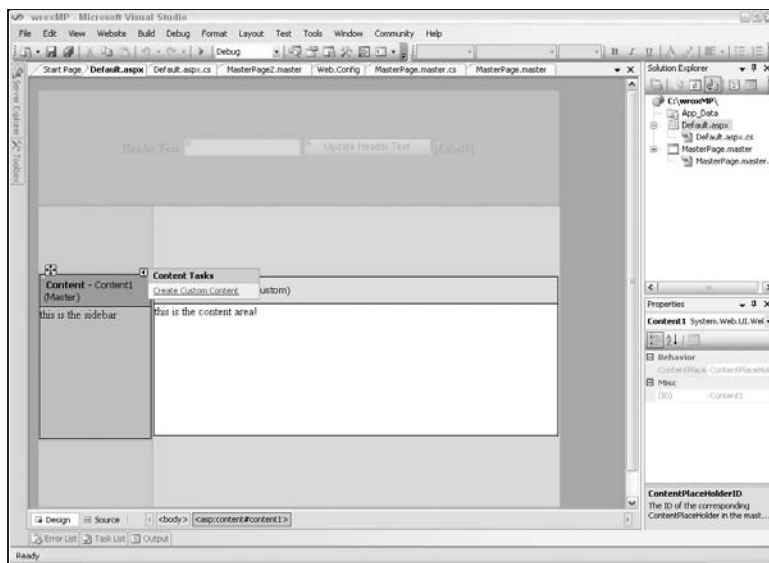 wroxMP - Microsoft Visual Studio
File Edit View Website Build Debug Format Layout Test Tools Window Community Help
Debug
Start Page Default.aspx Default.aspx.cs MasterPage2.master Web.Config MasterPage.master.cs MasterPage.master
Solution Explorer
C:\wroxMP\
App_Data
Default.aspx
Default.aspx.cs
MasterPage.master
MasterPage.master.
Server Explorer
Toolbox
Header Text: Update Header Text [Label1]
Content - Content1
(Master)
Content Tasks
Create Custom Content
ustom)
this is the sidebar
this is the content area!
Properties
Content1 System.Web.UI.Wel
Behavior
ContentPlace ContentPlaceHol
Misc
(ID) Content1
ContentPlaceHolderID
The ID of the corresponding
ContentPlaceHolder in the mast...
Design Source <body> <asp:content#content1>
Error List Task List Output
Ready